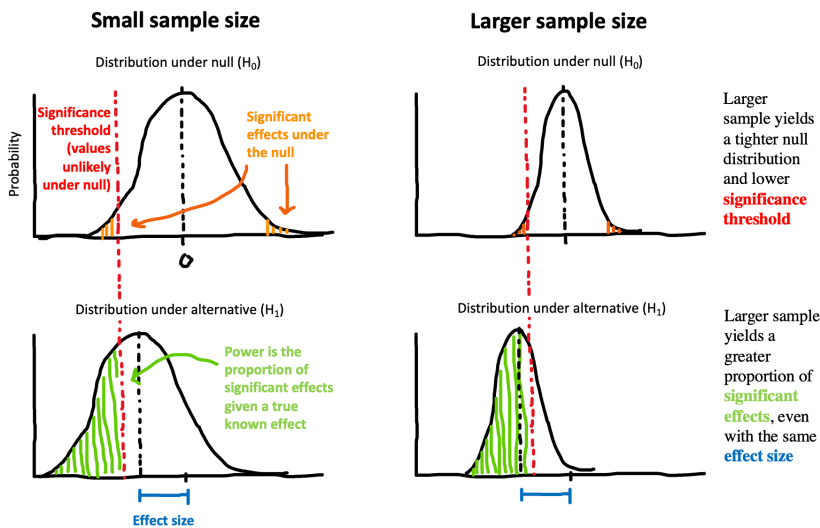 Small sample size
Larger sample size
Distribution under null (H₀)
Distribution under null (H₀)
Significance
threshold
(values
unlikely
under null)
Significant
effects under
the null
Probability
0
Larger
sample yields
a tighter null
distribution
and lower
significance
threshold
Distribution under alternative (H₁)
Distribution under alternative (H₁)
Power is the
proportion of
significant effects
given a true
known effect
Larger sample
yields a
greater
proportion of
significant
effects, even
with the same
effect size
Effect size